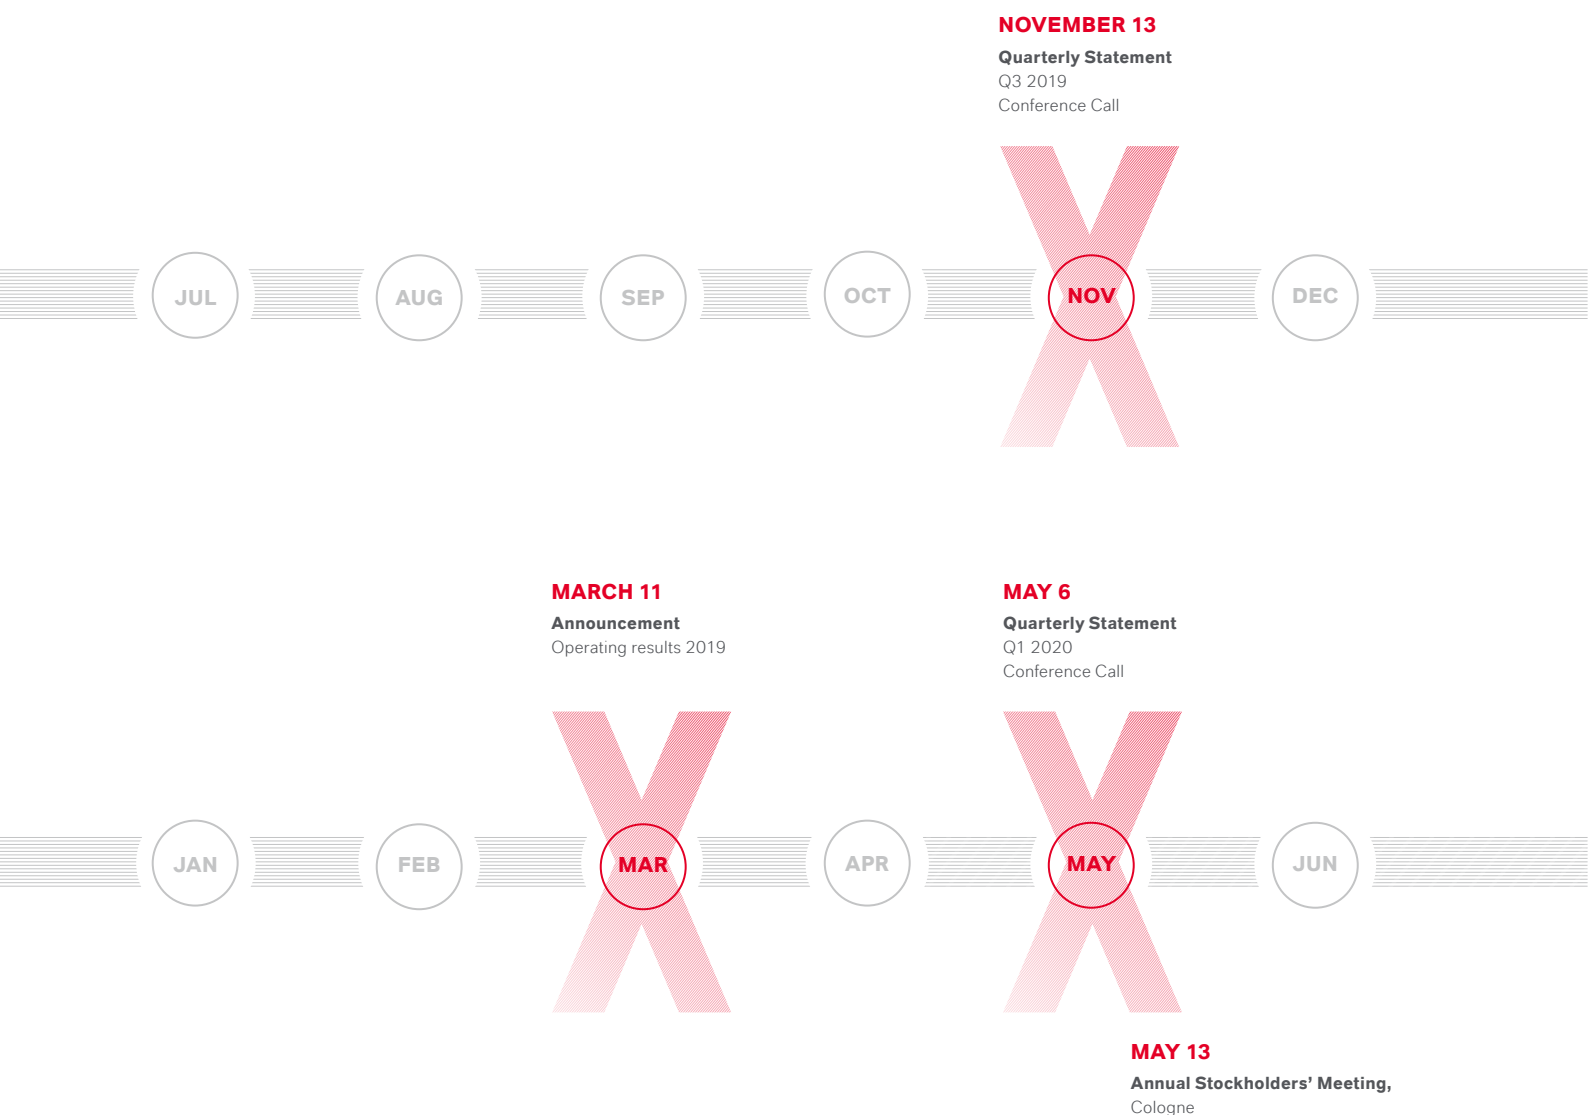 NOVEMBER 13
Quarterly Statement
Q3 2019
Conference Call
JUL
AUG
SEP
OCT
NOV
DEC
MARCH 11
Announcement
Operating results 2019
MAY 6
Quarterly Statement
Q1 2020
Conference Call
JAN
FEB
MAR
APR
MAY
JUN
MAY 13
Annual Stockholders’ Meeting,
Cologne